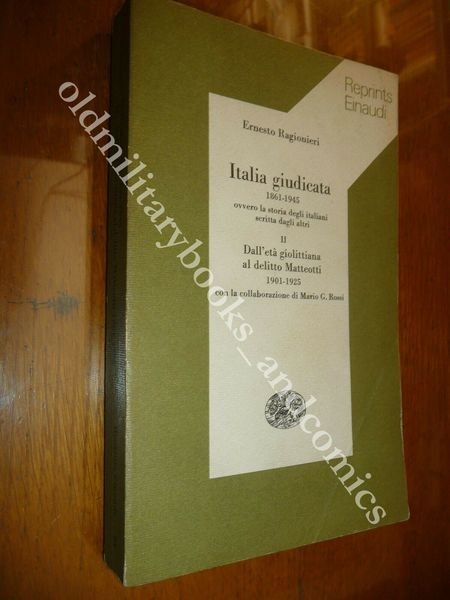 Reprints
Einaudi
Ernesto Ragionieri
Italia giudicata
1861-1945
ovvero la storia degli italiani
scritta dagli altri
II
Dall'età giolittiana
al delitto Matteotti
1901-1925
con la collaborazione di Mario G. Rossi
oldmilitarybooks_andcomics